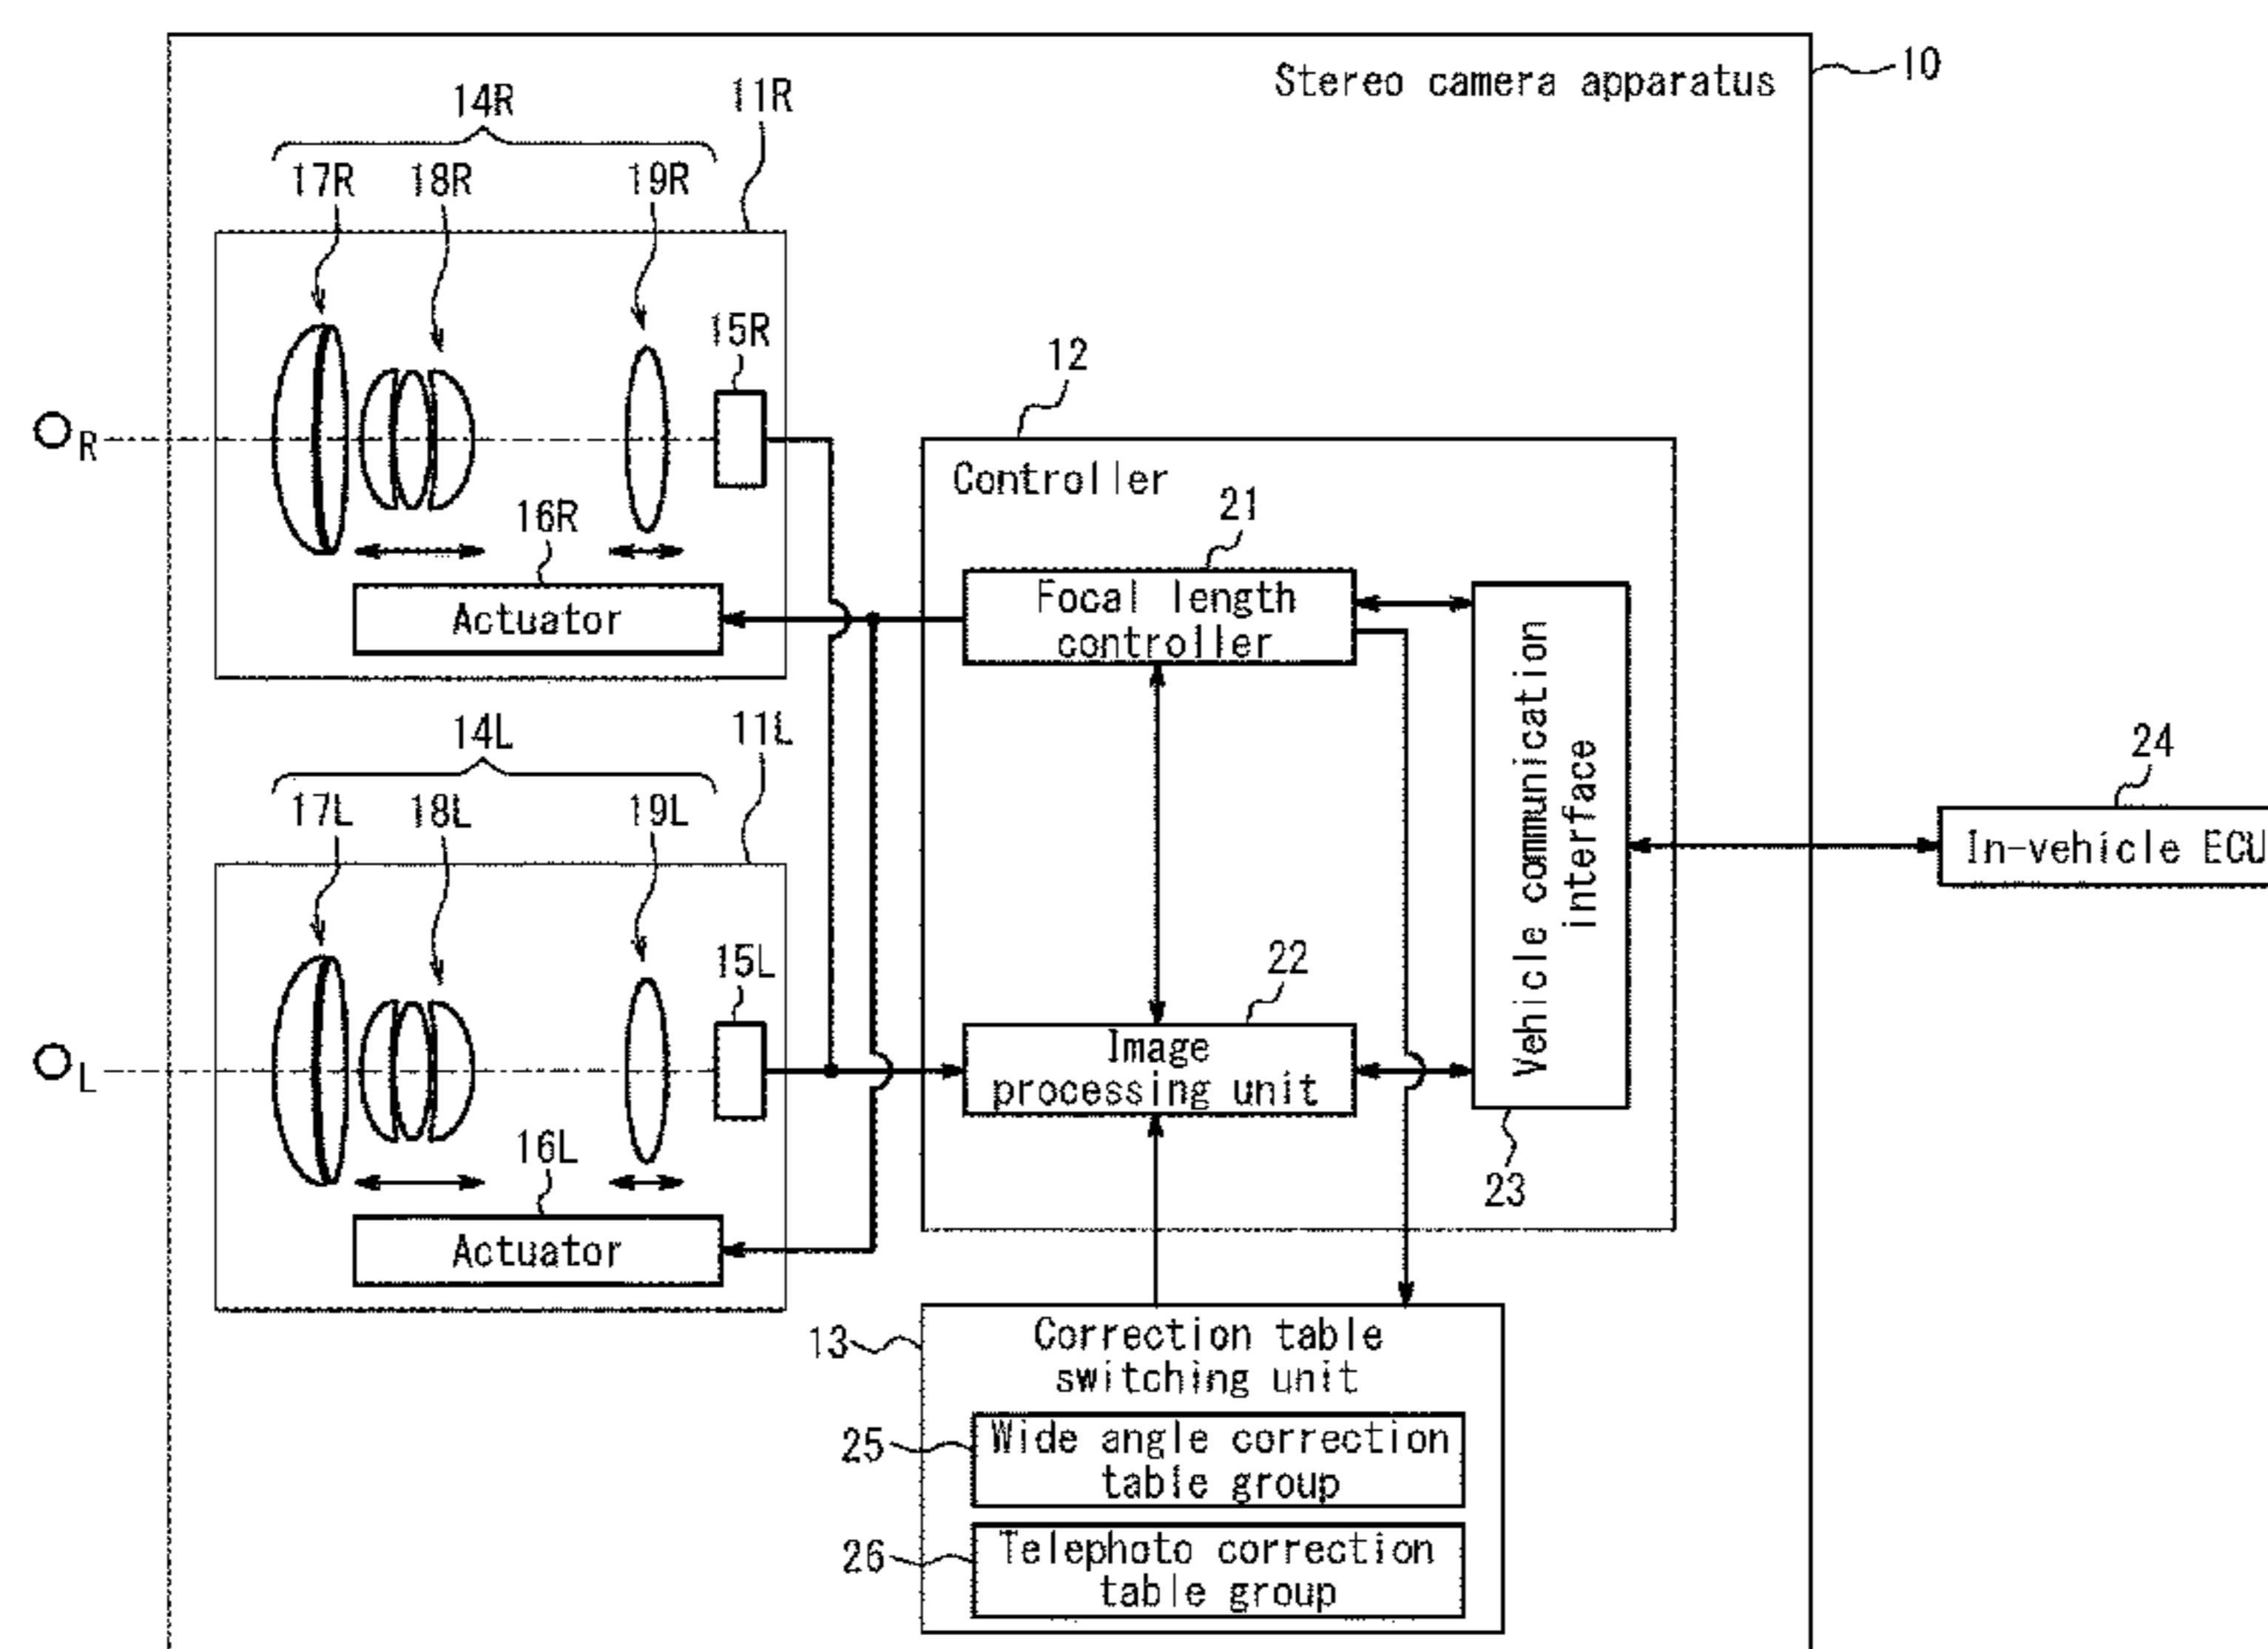 Stereo camera apparatus
10
14R
11R
17R
18R
19R
15R
O R
16R
Actuator
12
Controller
21
Focal length
controller
Vehicle communication
interface
23
24
In-vehicle ECU
14L
11L
17L
18L
19L
15L
O L
16L
Actuator
22
Image
processing unit
13
Correction table
switching unit
25
Wide angle correction
table group
26
Telephoto correction
table group